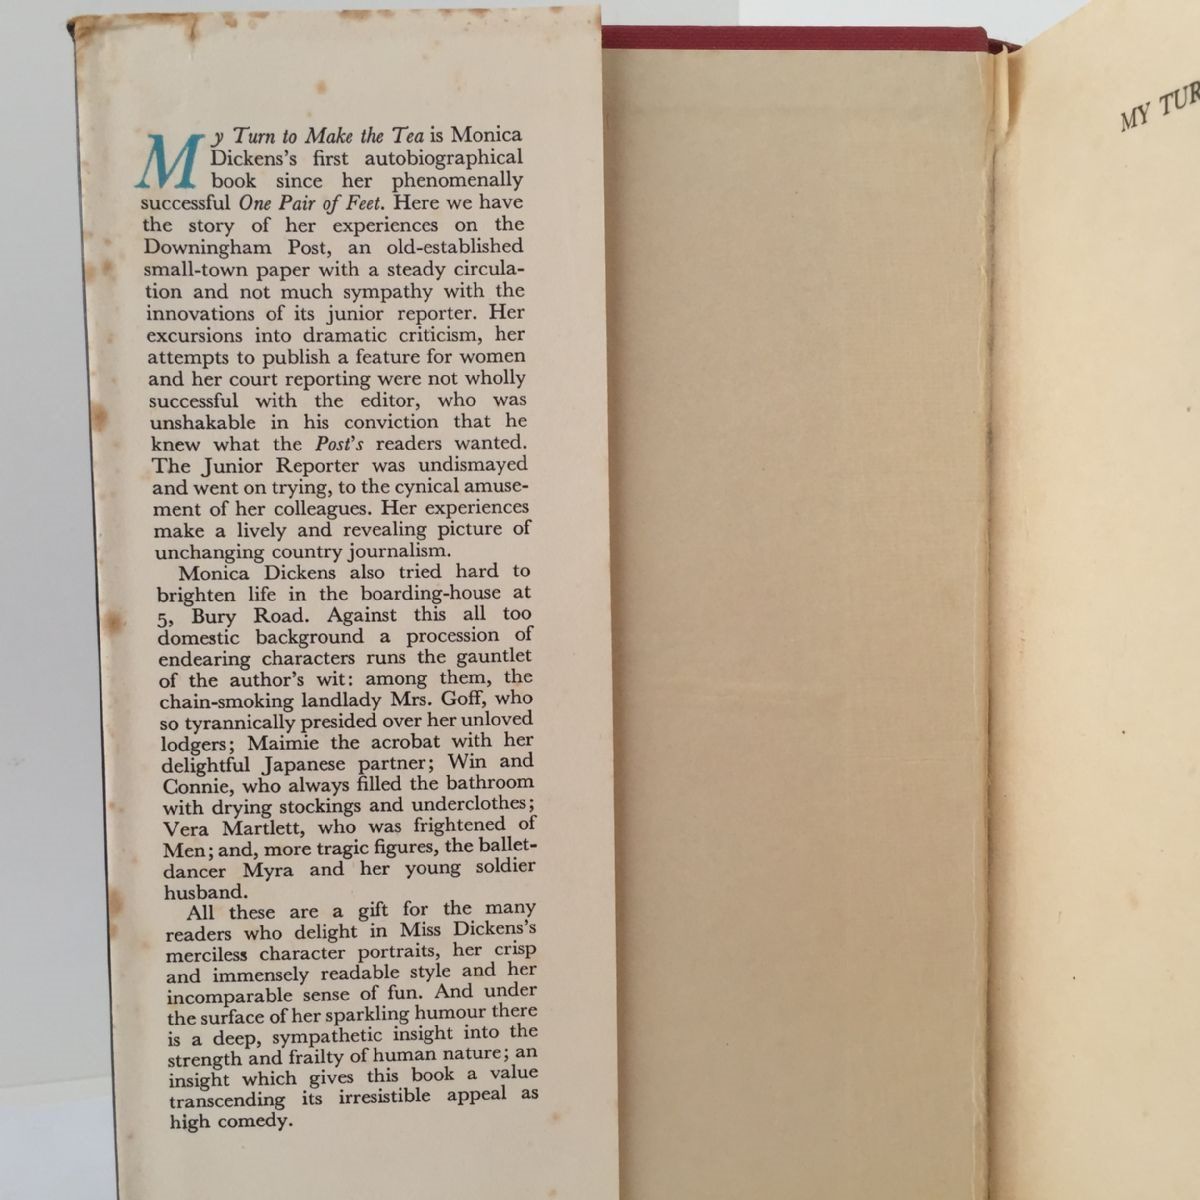 My Turn to Make the Tea is Monica
Dickens's first autobiographical
book since her phenomenally
successful One Pair of Feet. Here we have
the story of her experiences on the
Downingham Post, an old-established
small-town paper with a steady circula-
tion and not much sympathy with the
innovations of its junior reporter. Her
excursions into dramatic criticism, her
attempts to publish a feature for women
and her court reporting were not wholly
successful with the editor, who was
unshakable in his conviction that he
knew what the Post's readers wanted.
The Junior Reporter was undismayed
and went on trying, to the cynical amuse-
ment of her colleagues. Her experiences
make a lively and revealing picture of
unchanging country journalism.
Monica Dickens also tried hard to
brighten life in the boarding-house at
5, Bury Road. Against this all too
domestic background a procession of
endearing characters runs the gauntlet
of the author's wit: among them, the
chain-smoking landlady Mrs. Goff, who
so tyrannically presided over her unloved
lodgers; Maimie the acrobat with her
delightful Japanese partner; Win and
Connie, who always filled the bathroom
with drying stockings and underclothes;
Vera Martlett, who was frightened of
Men; and, more tragic figures, the ballet-
dancer Myra and her young soldier
husband.
All these are a gift for the many
readers who delight in Miss Dickens's
merciless character portraits, her crisp
and immensely readable style and her
incomparable sense of fun. And under
the surface of her sparkling humour there
is a deep, sympathetic insight into the
strength and frailty of human nature; an
insight which gives this book a value
transcending its irresistible appeal as
high comedy.
MY TUR